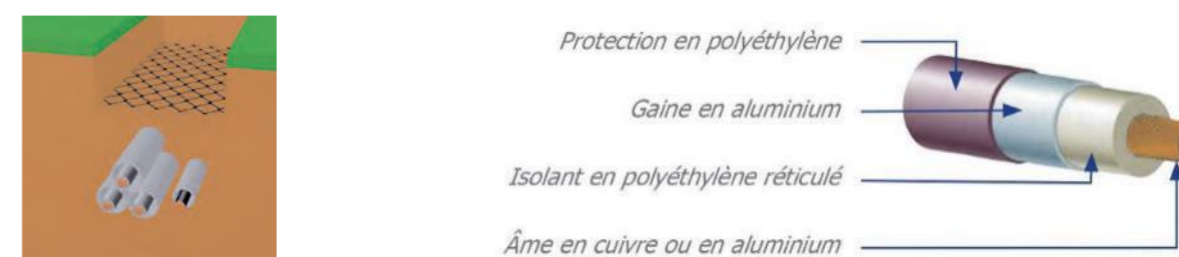 Protection en polyéthylène
Gaine en aluminium
Isolant en polyéthylène réticulé
Âme en cuivre ou en aluminium